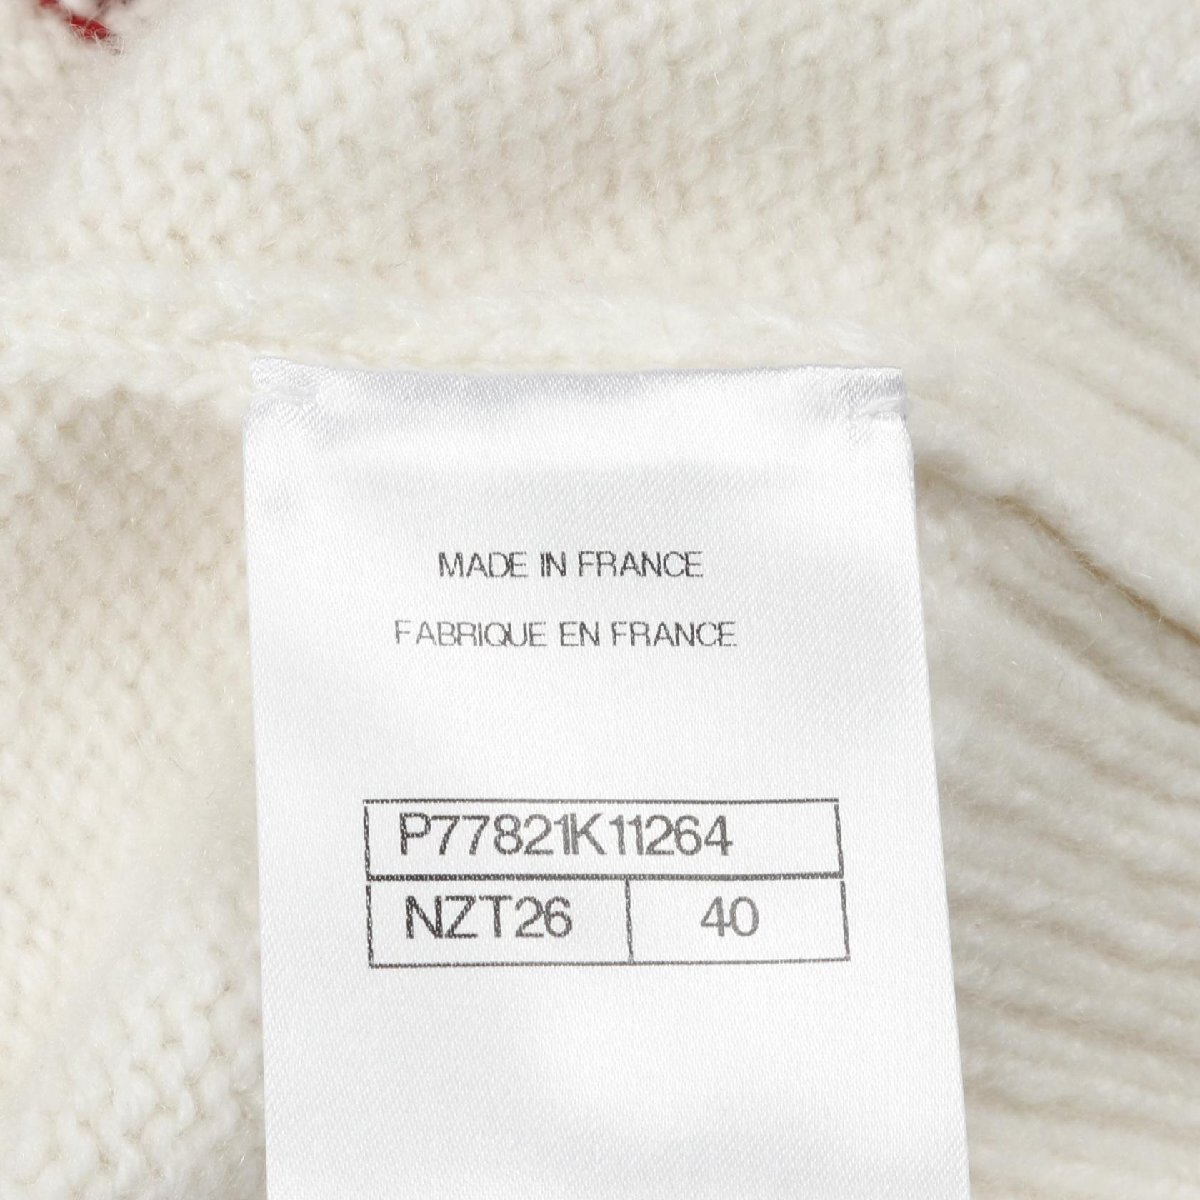 MADE IN FRANCE
FABRIQUE EN FRANCE
P77821K11264
NZT26 40